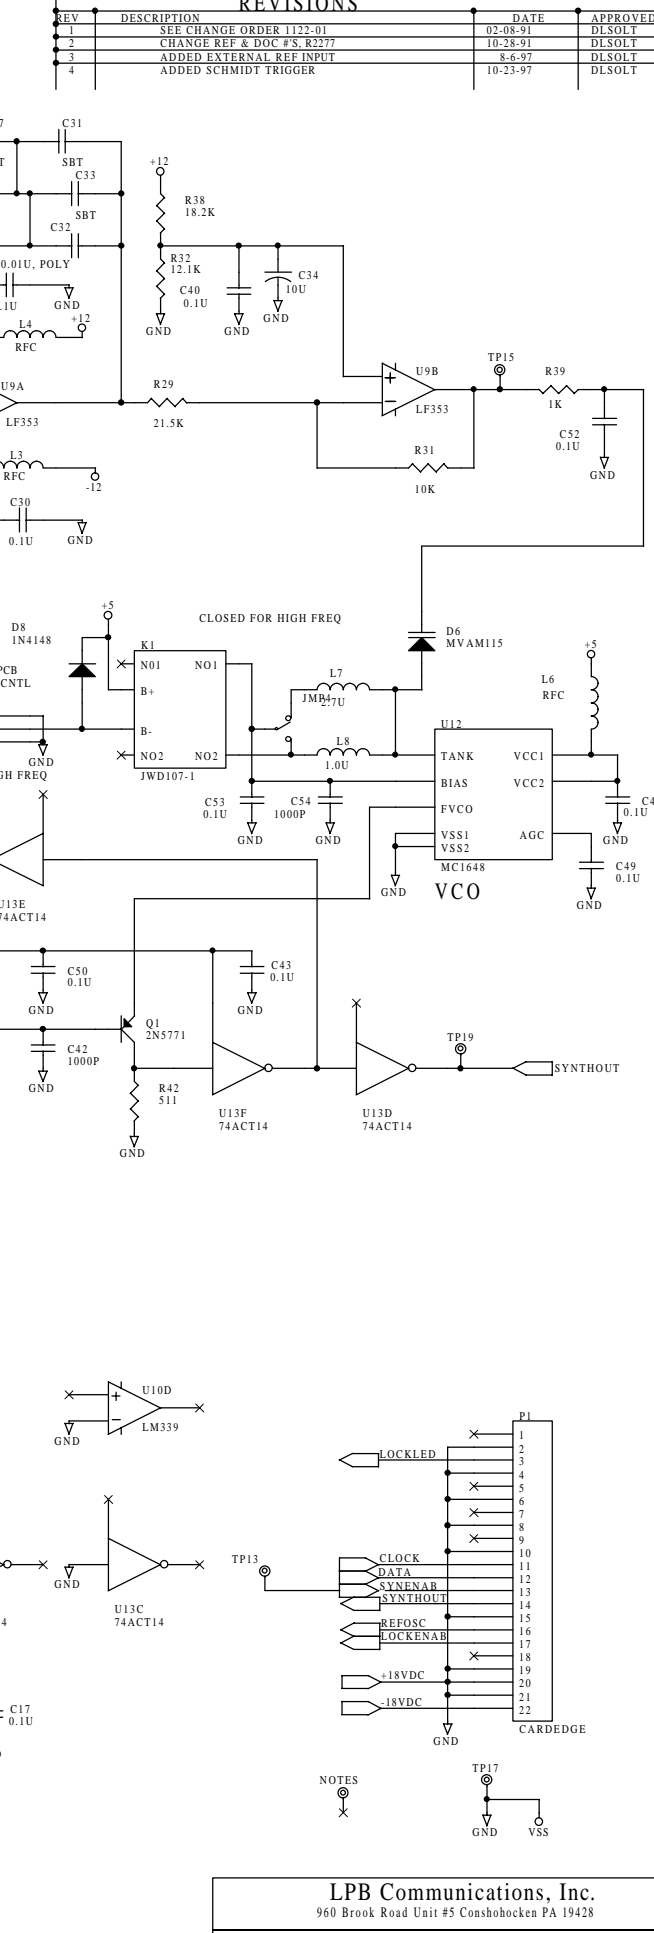 REVISIONS
REV DESCRIPTION DATE APPROVED
1 SEE CHANGE ORDER 1122-01 02-08-91 DLSOLT
2 CHANGE REF & DOC #'S, R2277 10-28-91 DLSOLT
3 ADDED EXTERNAL REF INPUT 8-6-97 DLSOLT
4 ADDED SCHMIDT TRIGGER 10-23-97 DLSOLT
7 C31
T SBT
C33
SBT
C32
0.01U, POLY
.1U
GND
L4 +12
RFC
U9A
LF353
L3
RFC
-12
C30
0.1U GND
+12
R38
18.2K
R32
12.1K
C40
0.1U
C34
10U
GND GND GND
R29
21.5K
+
−
U9B
LF353
R31
10K
TP15
R39
1K
C52
0.1U
GND
D8
1N4148
+5
CLOSED FOR HIGH FREQ
D6
MVAM115
PCB
CNTL
GND
GH FREQ
K1
N01 NO1
B+
B-
NO2 NO2
JWD107-1
L7
JMP4
2.7U
L8
1.0U
C53
0.1U
C54
1000P
GND GND
+5
L6
RFC
U12
TANK VCC1
BIAS VCC2
FVCO
VSS1 AGC
VSS2
MC1648
VCO
GND
C4
0.1U
GND
C49
0.1U
GND
U13E
74ACT14
C50
0.1U
GND
C43
0.1U
GND
C42
1000P
GND
Q1
2N5771
R42
511
GND
U13F
74ACT14
U13D
74ACT14
TP19
SYNTHOUT
+
−
U10D
LM339
GND
U13C
74ACT14
GND
4
C17
0.1U
TP13
P1
1
2
LOCKLED 3
4
5
6
7
8
9
10
CLOCK 11
DATA 12
SYNENAB 13
SYNTHOUT 14
15
REFOSC 16
LOCKENAB 17
18
19
+18VDC 20
21
-18VDC 22
GND CARDEDGE
NOTES
TP17
GND VSS
LPB Communications, Inc.
960 Brook Road Unit #5 Conshohocken PA 19428